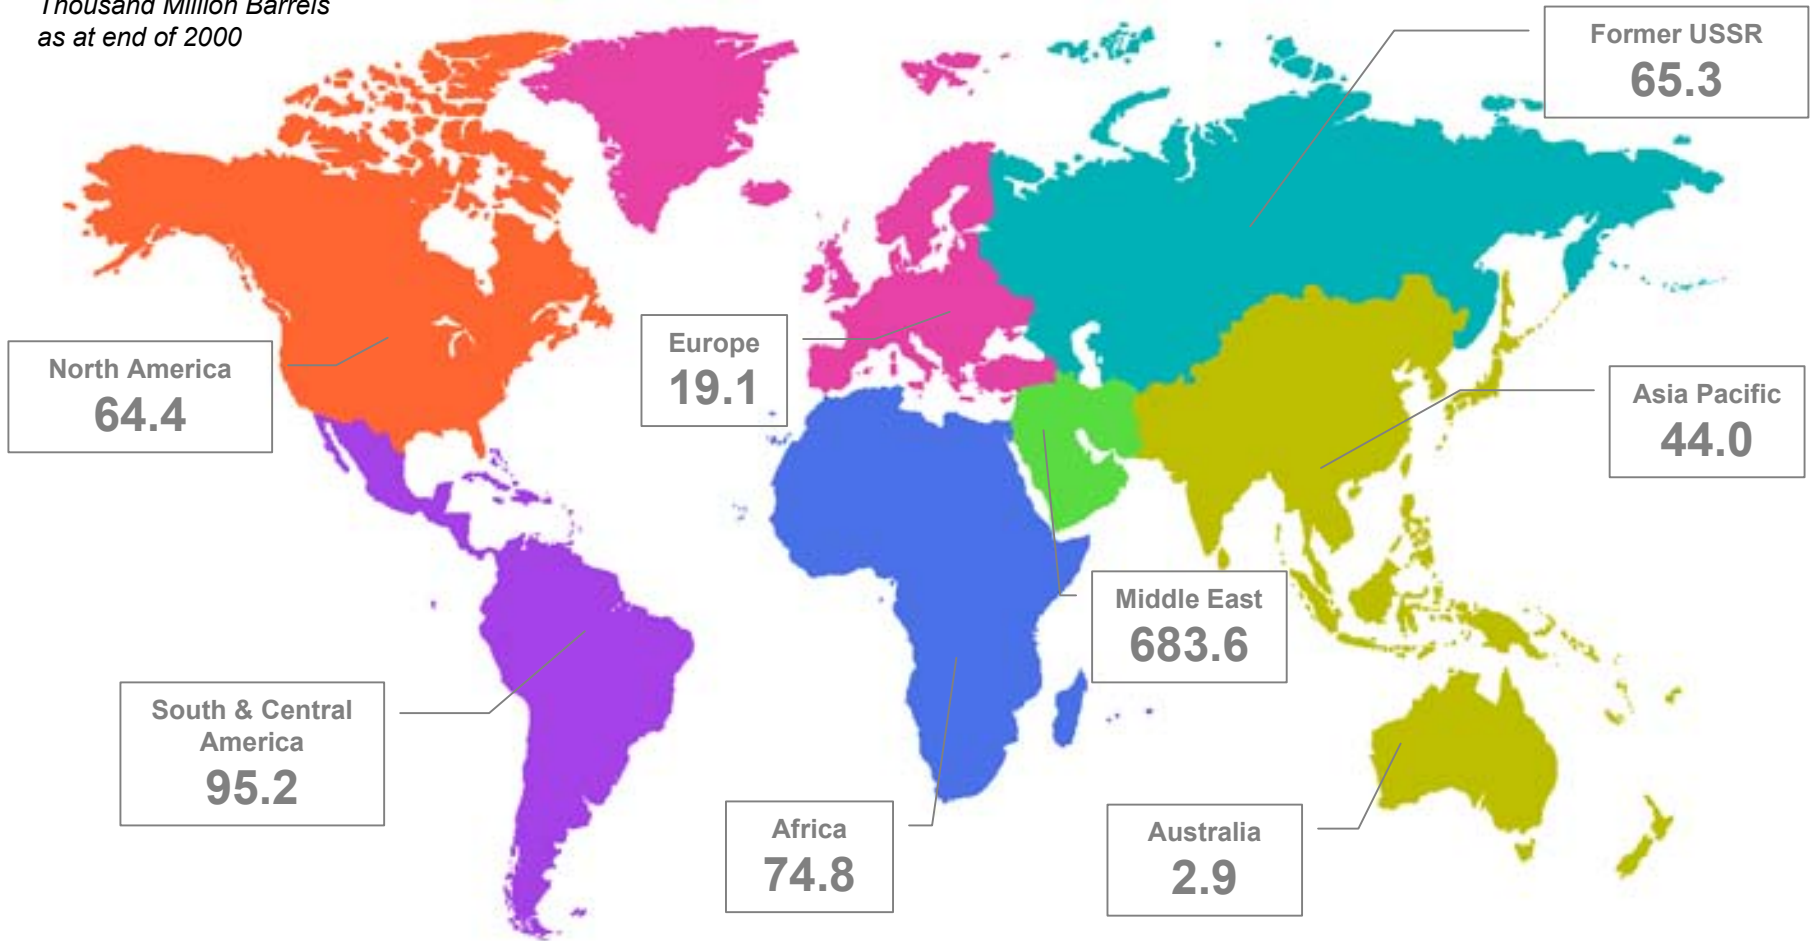 Thousand Million Barrels
as at end of 2000
Former USSR
65.3
North America
64.4
Europe
19.1
Asia Pacific
44.0
Middle East
683.6
South & Central
America
95.2
Africa
74.8
Australia
2.9